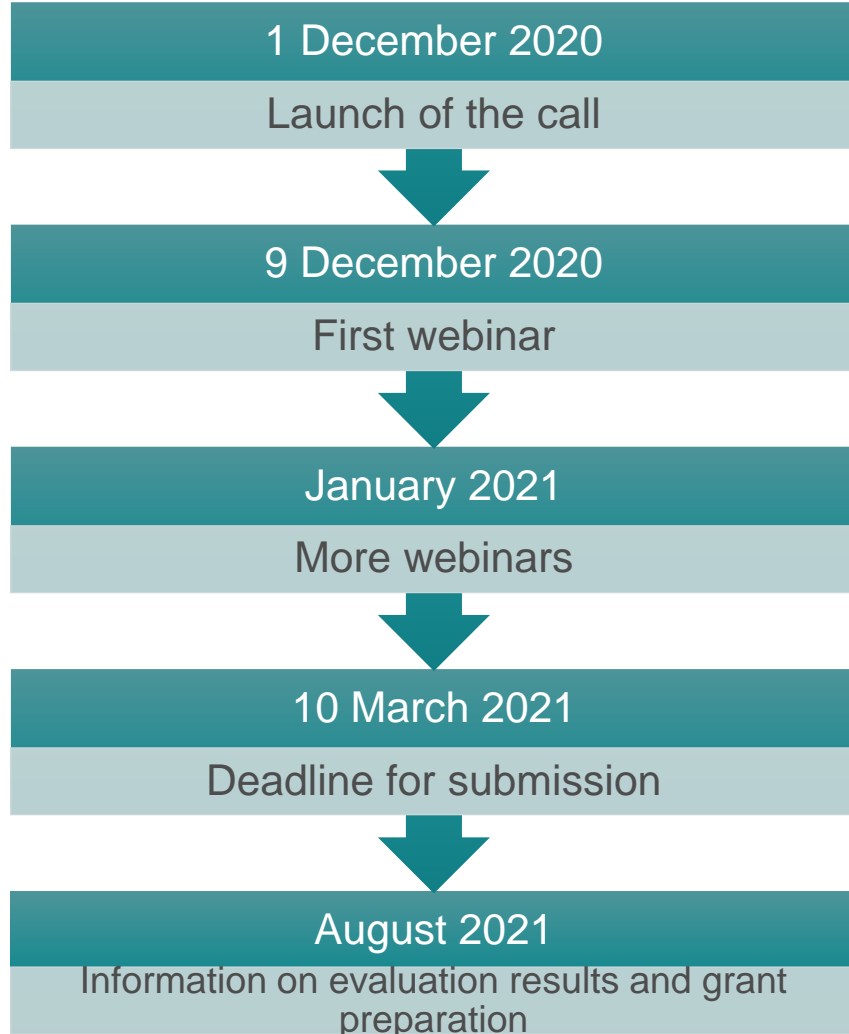 1 December 2020
Launch of the call
9 December 2020
First webinar
January 2021
More webinars
10 March 2021
Deadline for submission
August 2021
Information on evaluation results and grant
preparation